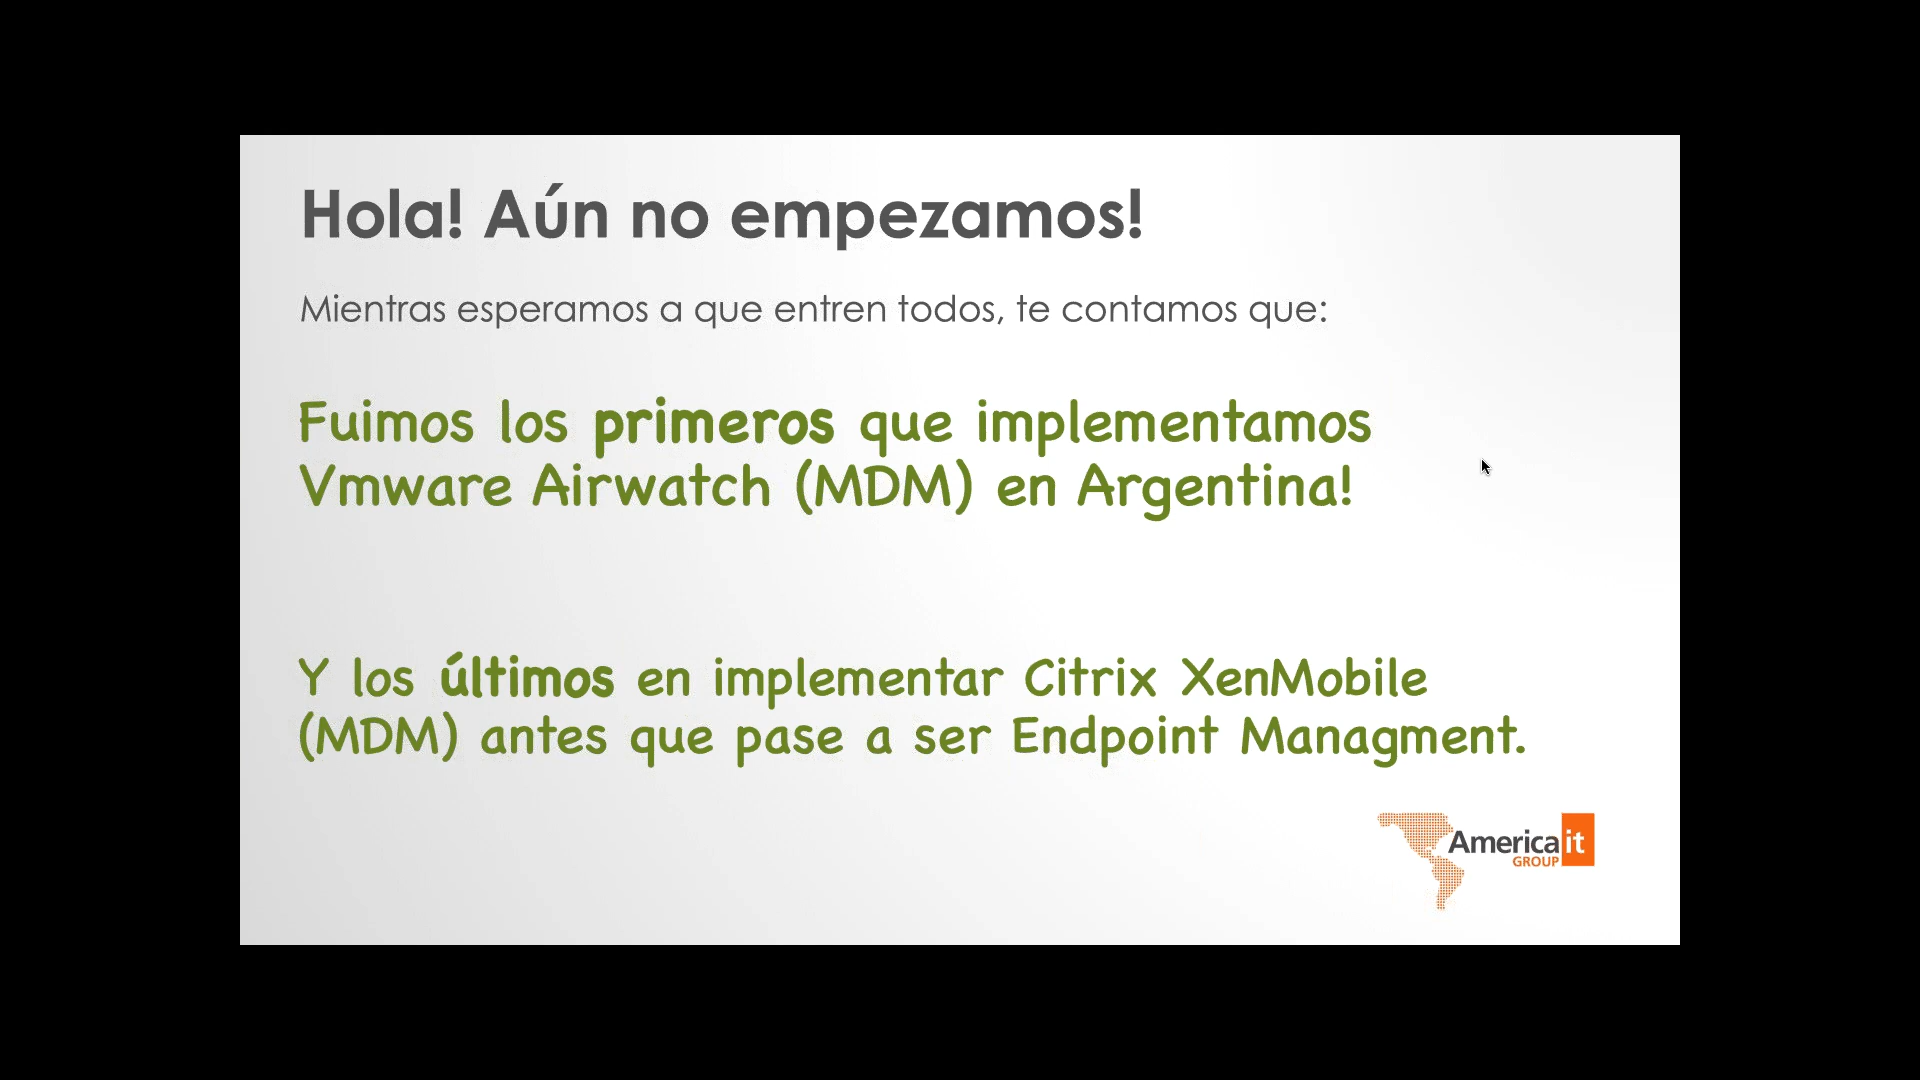 Hola! Aún no empezamos!
Mientras esperamos a que entren todos, te contamos que:
Fuimos los primeros que implementamos
Vmware Airwatch (MDM) en Argentina!
Y los últimos en implementar Citrix XenMobile
(MDM) antes que pase a ser Endpoint Managment.
America it
GROUP